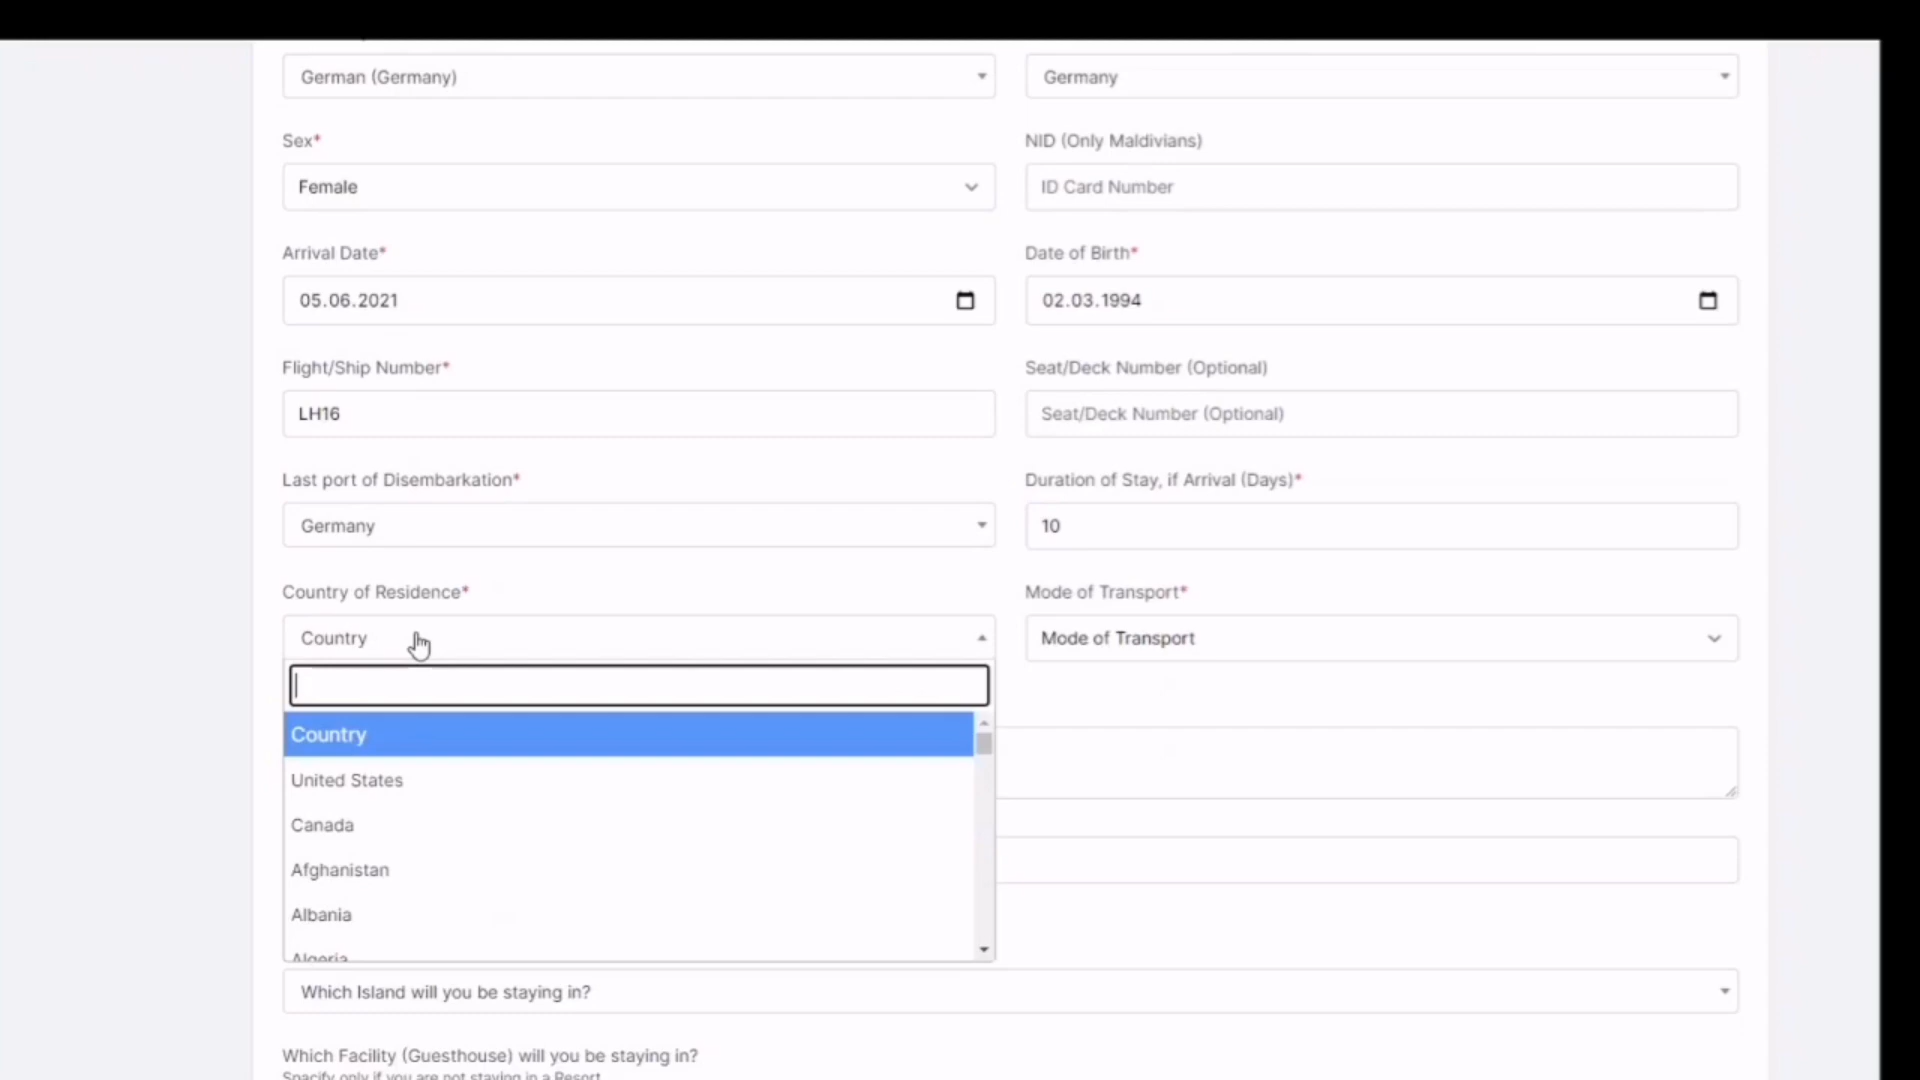 German (Germany)
Germany
Sex*
NID (Only Maldivians)
Female
ID Card Number
Arrival Date*
Date of Birth*
05.06.2021
02.03.1994
Flight/Ship Number*
Seat/Deck Number (Optional)
LH16
Seat/Deck Number (Optional)
Last port of Disembarkation*
Duration of Stay, if Arrival (Days)*
Germany
10
Country of Residence*
Mode of Transport*
Country
Mode of Transport
Country
United States
Canada
Afghanistan
Albania
Algeria
Which Island will you be staying in?
Which Facility (Guesthouse) will you be staying in?
Specify only if you are not staying in a Resort